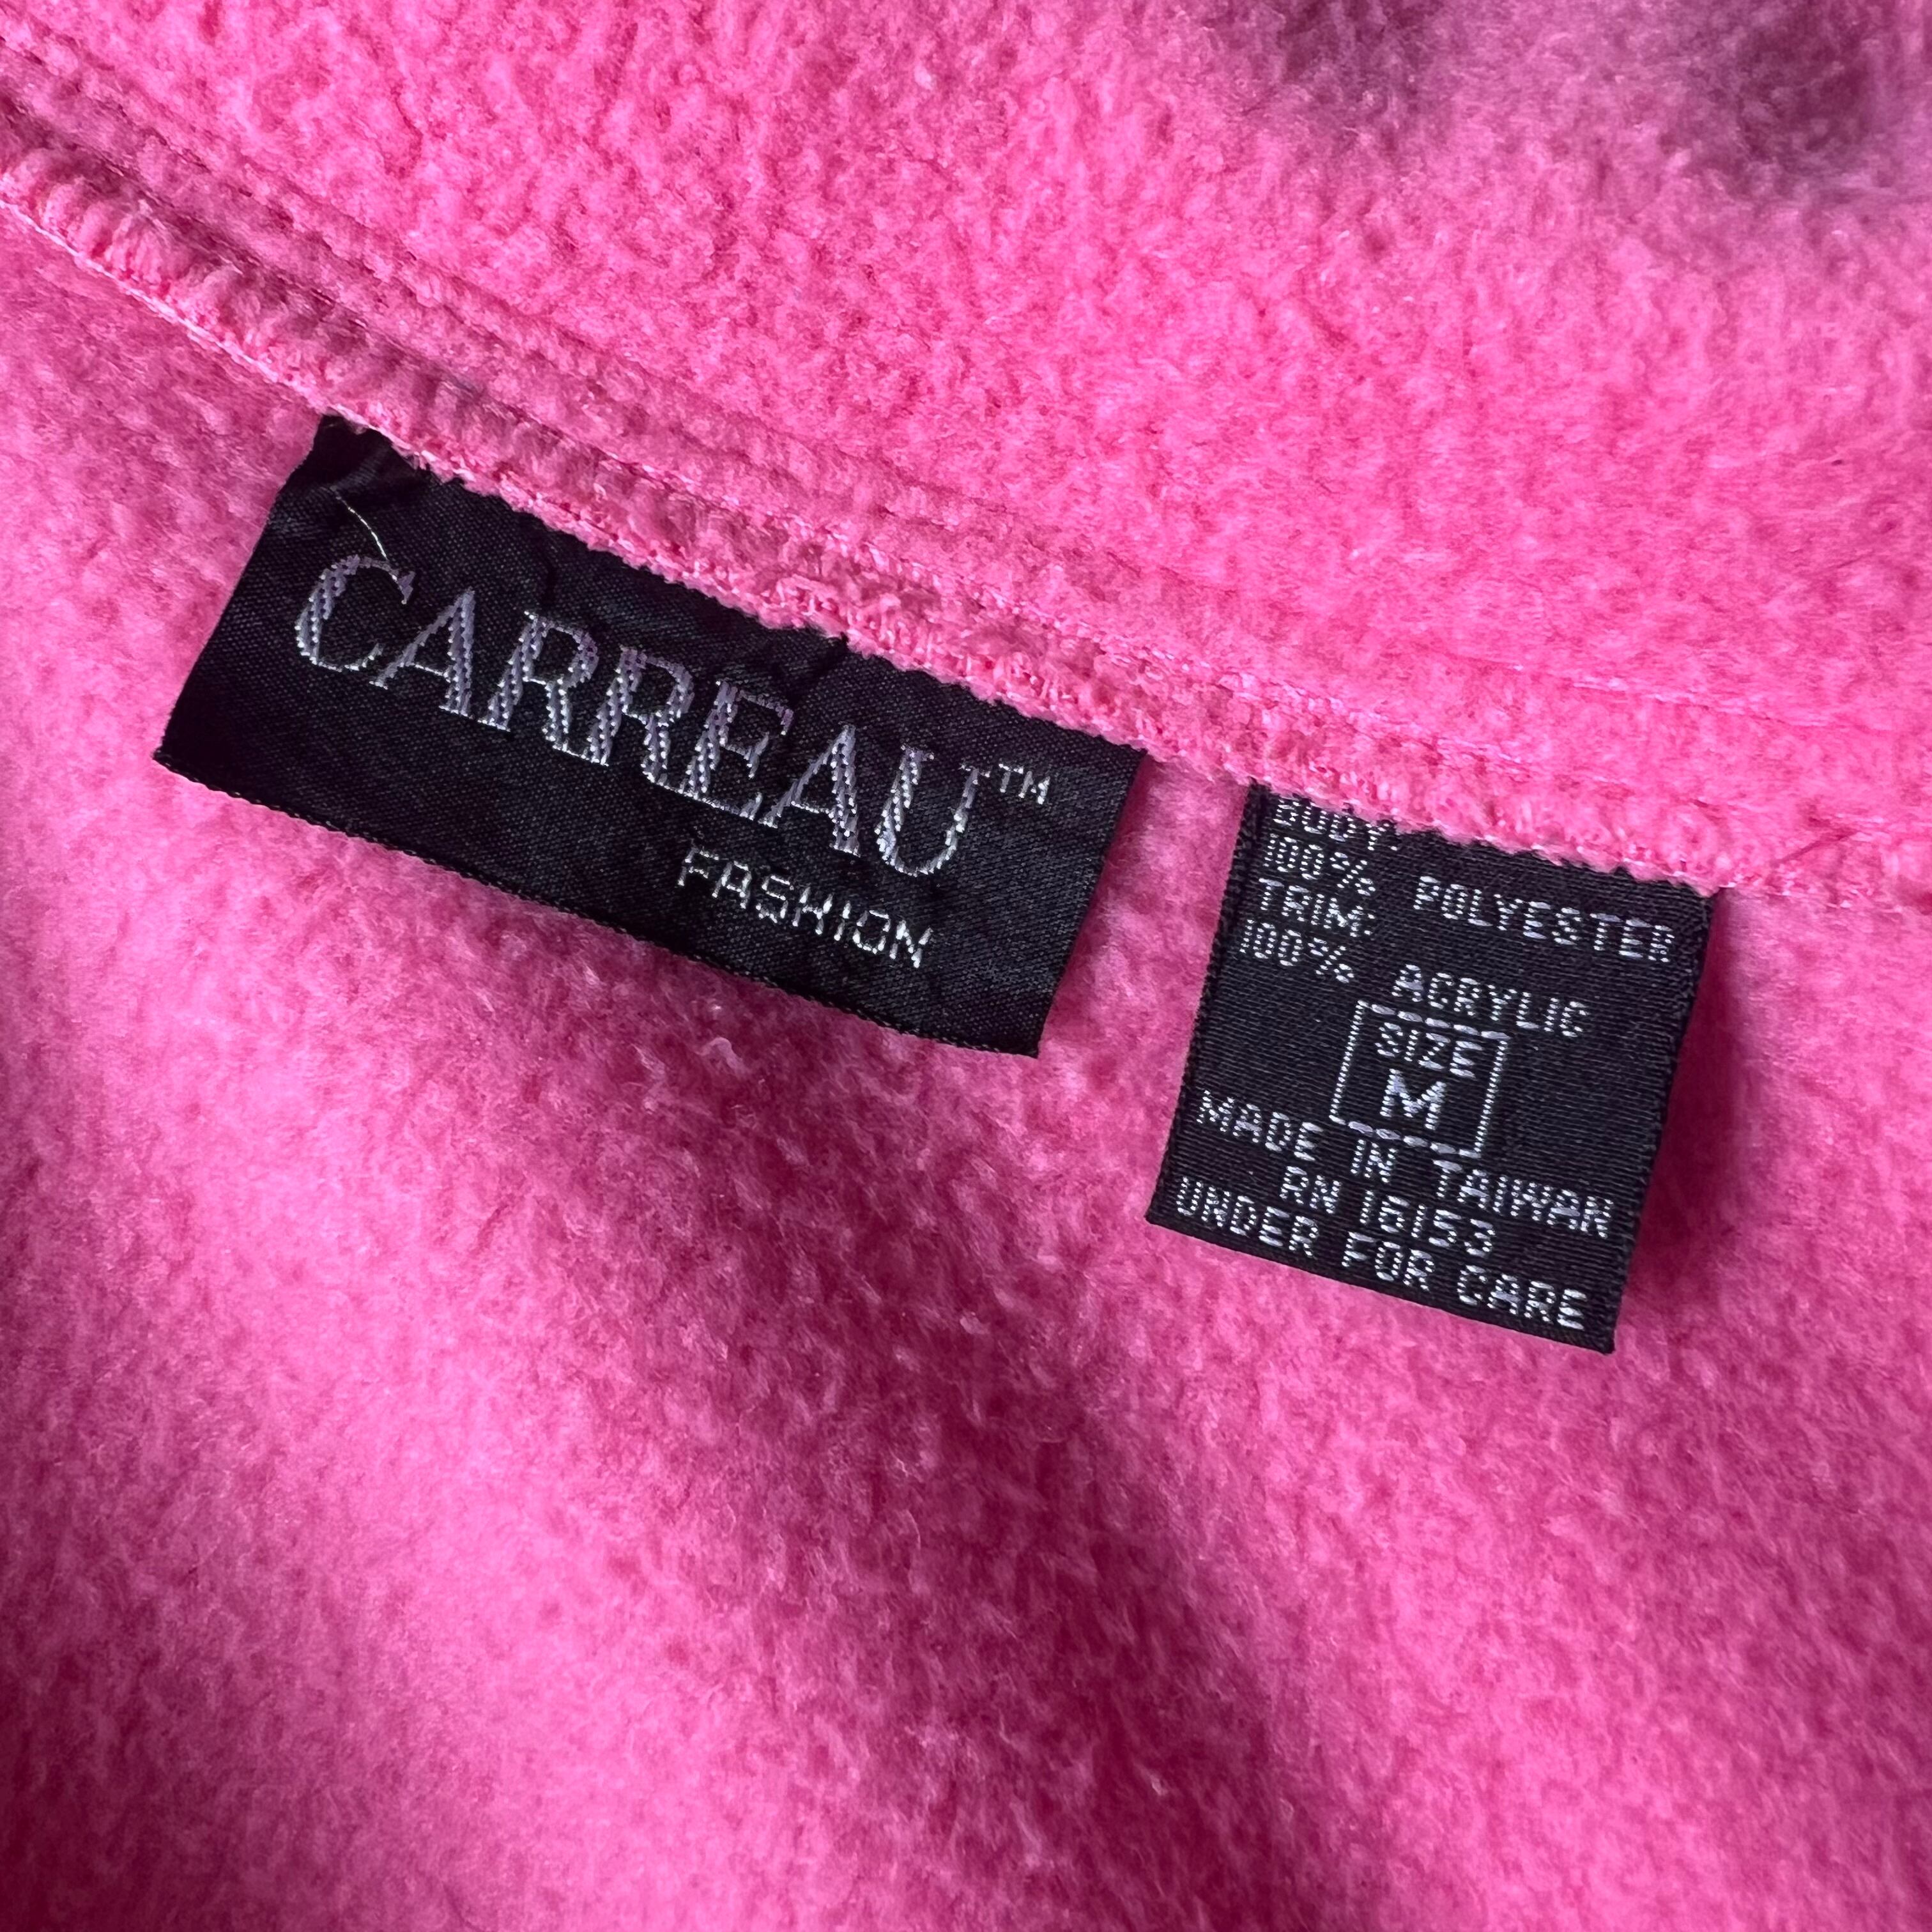 CARREAU™
FASHION
BODY:
100% POLYESTER
TRIM:
100% ACRYLIC
SIZE
M
MADE IN TAIWAN
RN 16153
UNDER FOR CARE